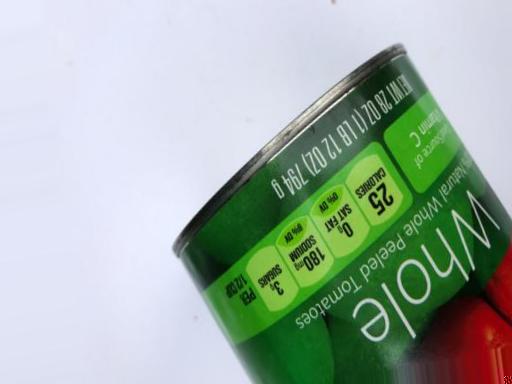 Whole
% Natural Whole Peeled Tomatoes
Source of
Vitamin C
PER
1/2 CUP
25
CALORIES
0g
SAT FAT
0% DV
180mg
SODIUM
8% DV
3g
SUGARS
NET WT 28 OZ (1 LB 12 OZ) 794 g